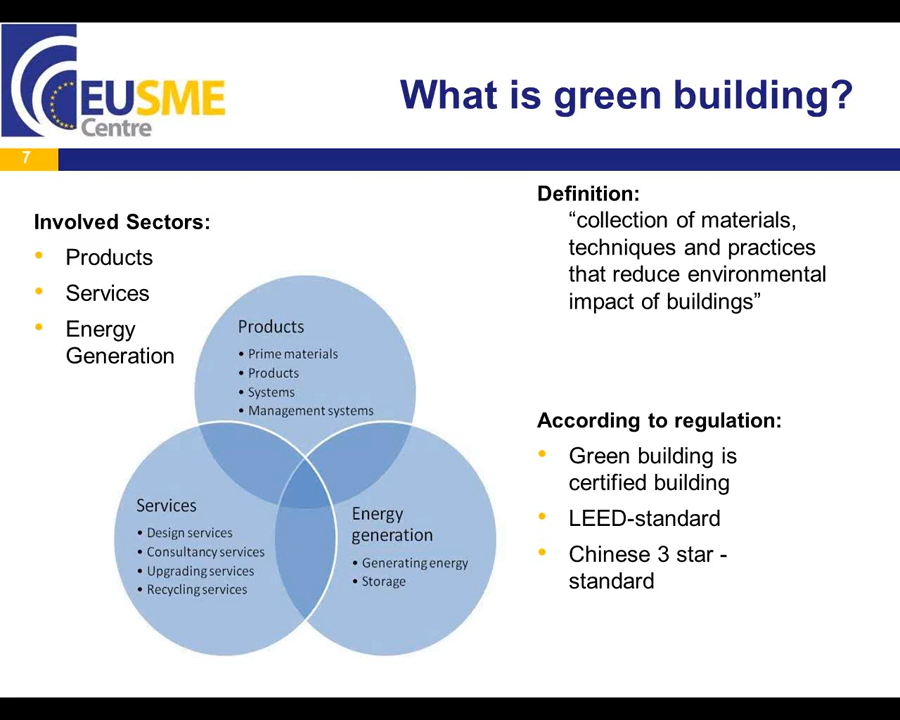 EUSME
Centre
What is green building?
7
Involved Sectors:
• Products
• Services
• Energy
Generation
Products
• Prime materials
• Products
• Systems
• Management systems
Services
• Design services
• Consultancy services
• Upgrading services
• Recycling services
Energy
generation
• Generating energy
• Storage
Definition:
“collection of materials,
techniques and practices
that reduce environmental
impact of buildings”
According to regulation:
• Green building is
certified building
• LEED-standard
• Chinese 3 star -
standard